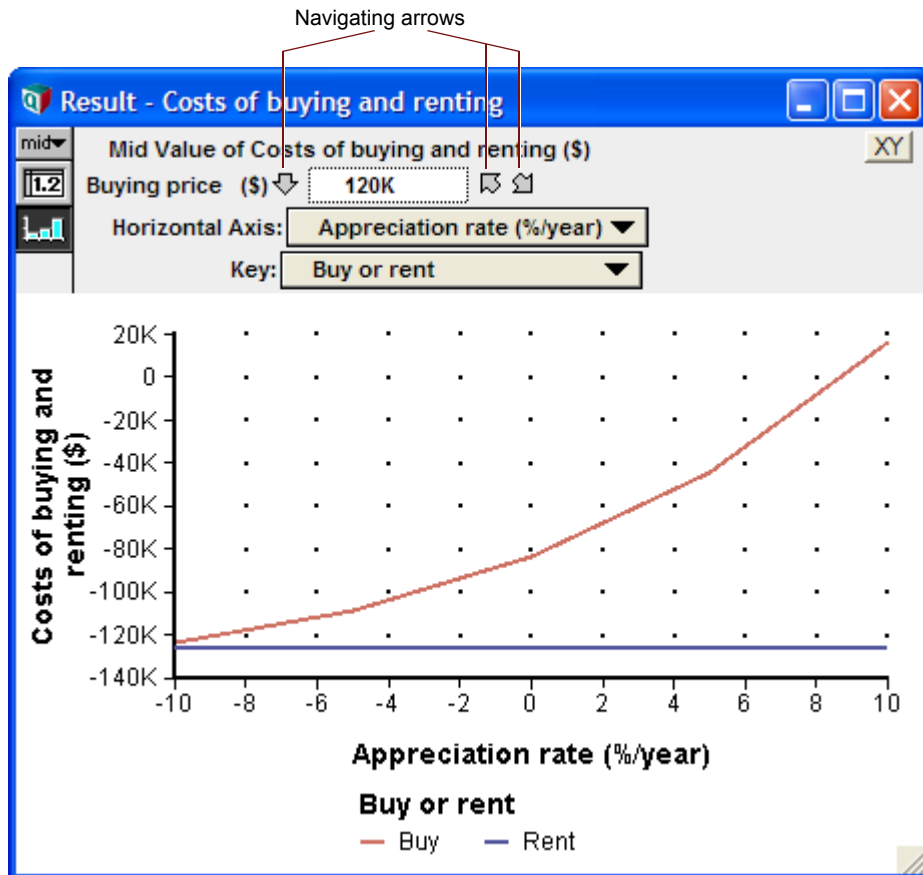 Navigating arrows
Result - Costs of buying and renting
mid
Mid Value of Costs of buying and renting ($)
XY
1.2
Buying price ($)
120K
Horizontal Axis: Appreciation rate (%/year)
Key: Buy or rent
20K
0
-20K
-40K
-60K
-80K
-100K
-120K
-140K
Costs of buying and
renting ($)
-10 -8 -6 -4 -2 0 2 4 6 8 10
Appreciation rate (%/year)
Buy or rent
Buy
Rent